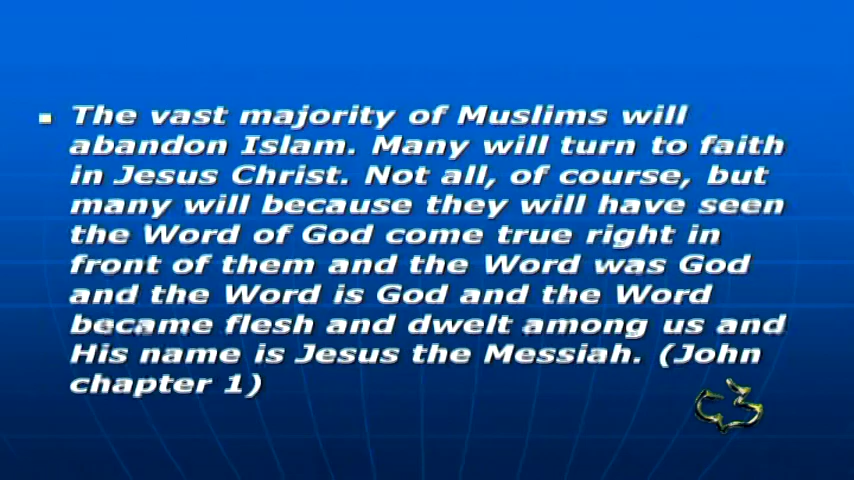 The vast majority of Muslims will
abandon Islam. Many will turn to faith
in Jesus Christ. Not all, of course, but
many will because they will have seen
the Word of God come true right in
front of them and the Word was God
and the Word is God and the Word
became flesh and dwelt among us and
His name is Jesus the Messiah. (John
chapter 1)